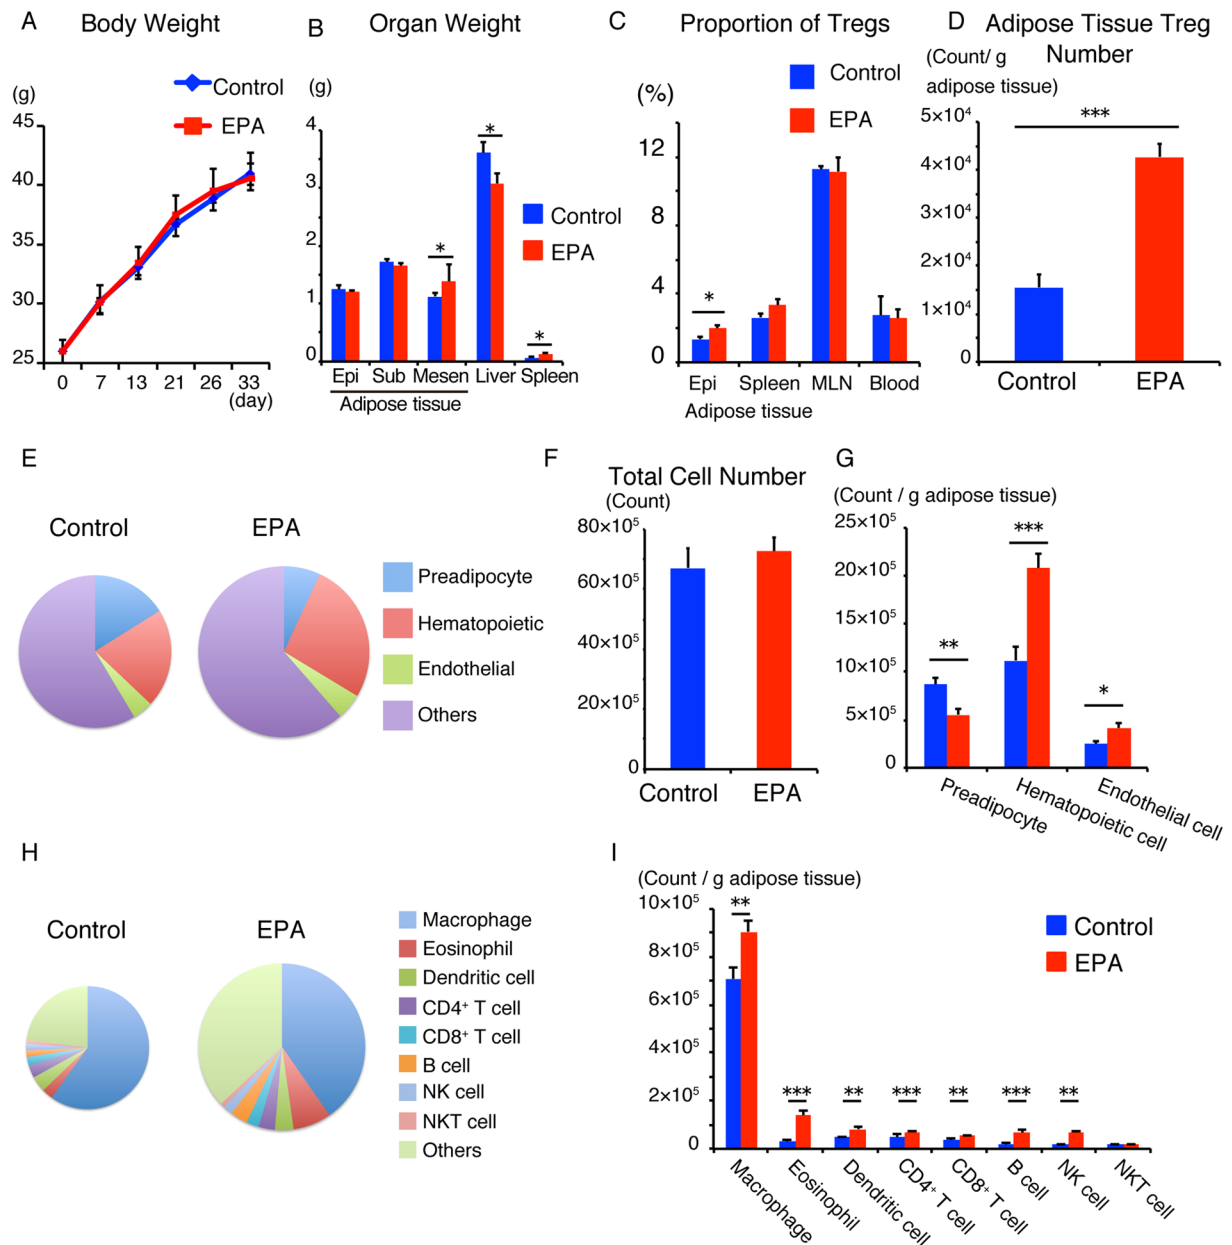 A Body Weight
(g)
Control
EPA
45
40
35
30
25
0 7 13 21 26 33
(day)
B Organ Weight
(g)
4
3
2
1
0
*
*
*
Control
EPA
Epi Sub Mesen Liver Spleen
Adipose tissue
C Proportion of Tregs
(%)
Control
EPA
12
8
4
0
*
Epi Spleen MLN Blood
Adipose tissue
D Adipose Tissue Treg
Number
(Count/ g
adipose tissue)
5×10⁴
4×10⁴
3×10⁴
2×10⁴
1×10⁴
0
***
Control EPA
E
Control EPA
Preadipocyte
Hematopoietic
Endothelial
Others
F
Total Cell Number
(Count)
80×10⁵
60×10⁵
40×10⁵
20×10⁵
0
Control EPA
G
(Count / g adipose tissue)
25×10⁵
20×10⁵
15×10⁵
10×10⁵
5×10⁵
0
**
***
*
Preadipocyte
Hematopoietic cell
Endothelial cell
H
Control EPA
Macrophage
Eosinophil
Dendritic cell
CD4⁺ T cell
CD8⁺ T cell
B cell
NK cell
NKT cell
Others
I
(Count / g adipose tissue)
10×10⁵
8×10⁵
6×10⁵
4×10⁵
2×10⁵
0
**
*** ** *** ** *** **
Control
EPA
Macrophage
Eosinophil
Dendritic cell
CD4⁺ T cell
CD8⁺ T cell
B cell
NK cell
NKT cell